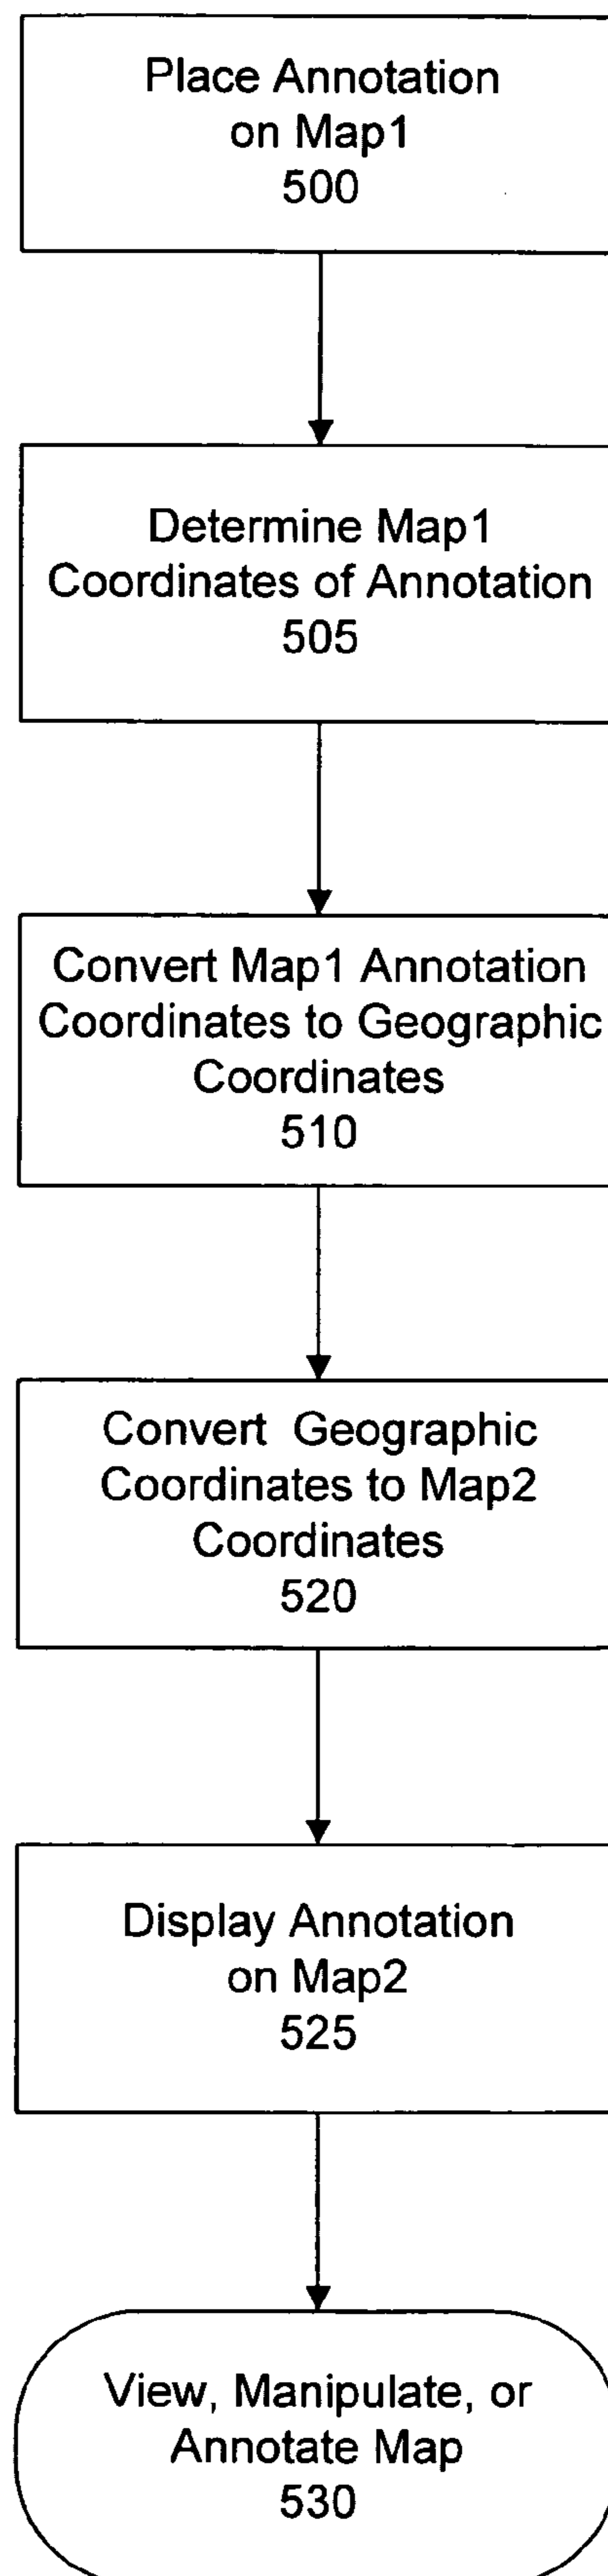 Place Annotation
on Map1
500
Determine Map1
Coordinates of Annotation
505
Convert Map1 Annotation
Coordinates to Geographic
Coordinates
510
Convert Geographic
Coordinates to Map2
Coordinates
520
Display Annotation
on Map2
525
View, Manipulate, or
Annotate Map
530